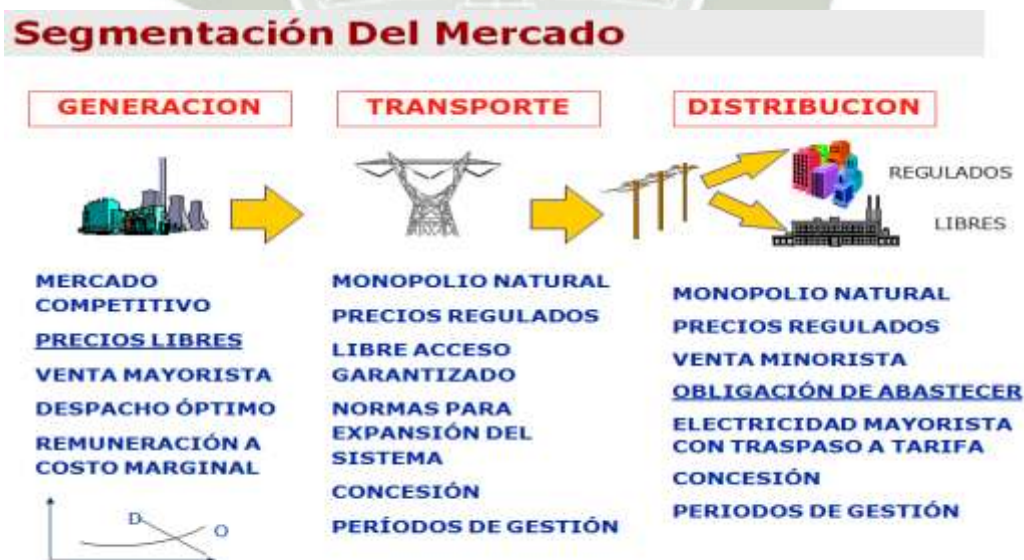 Segmentación Del Mercado
GENERACION
MERCADO
COMPETITIVO
PRECIOS LIBRES
VENTA MAYORISTA
DESPACHO ÓPTIMO
REMUNERACIÓN A
COSTO MARGINAL
D
O
TRANSPORTE
MONOPOLIO NATURAL
PRECIOS REGULADOS
LIBRE ACCESO
GARANTIZADO
NORMAS PARA
EXPANSIÓN DEL
SISTEMA
CONCESIÓN
PERÍODOS DE GESTIÓN
DISTRIBUCION
REGULADOS
LIBRES
MONOPOLIO NATURAL
PRECIOS REGULADOS
VENTA MINORISTA
OBLIGACIÓN DE ABASTECER
ELECTRICIDAD MAYORISTA
CON TRASPASO A TARIFA
CONCESIÓN
PERIODOS DE GESTIÓN